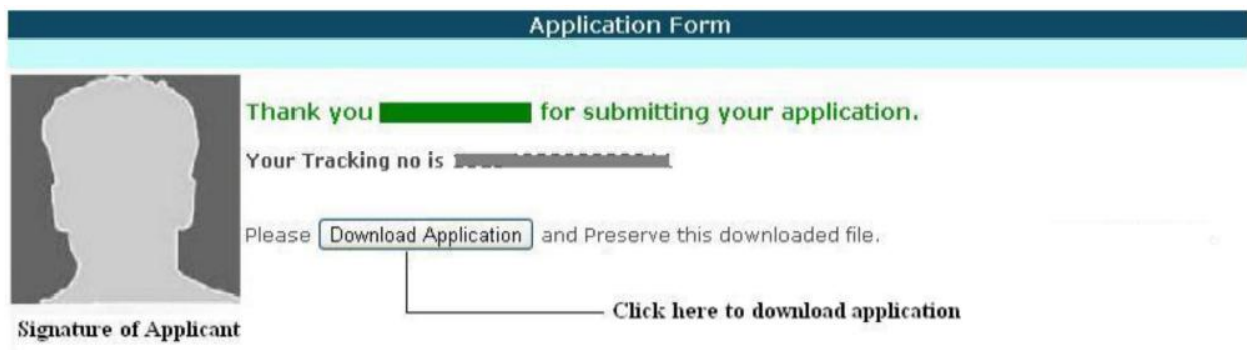 Application Form
Thank you for submitting your application.
Your Tracking no is
Please Download Application and Preserve this downloaded file.
Click here to download application
Signature of Applicant